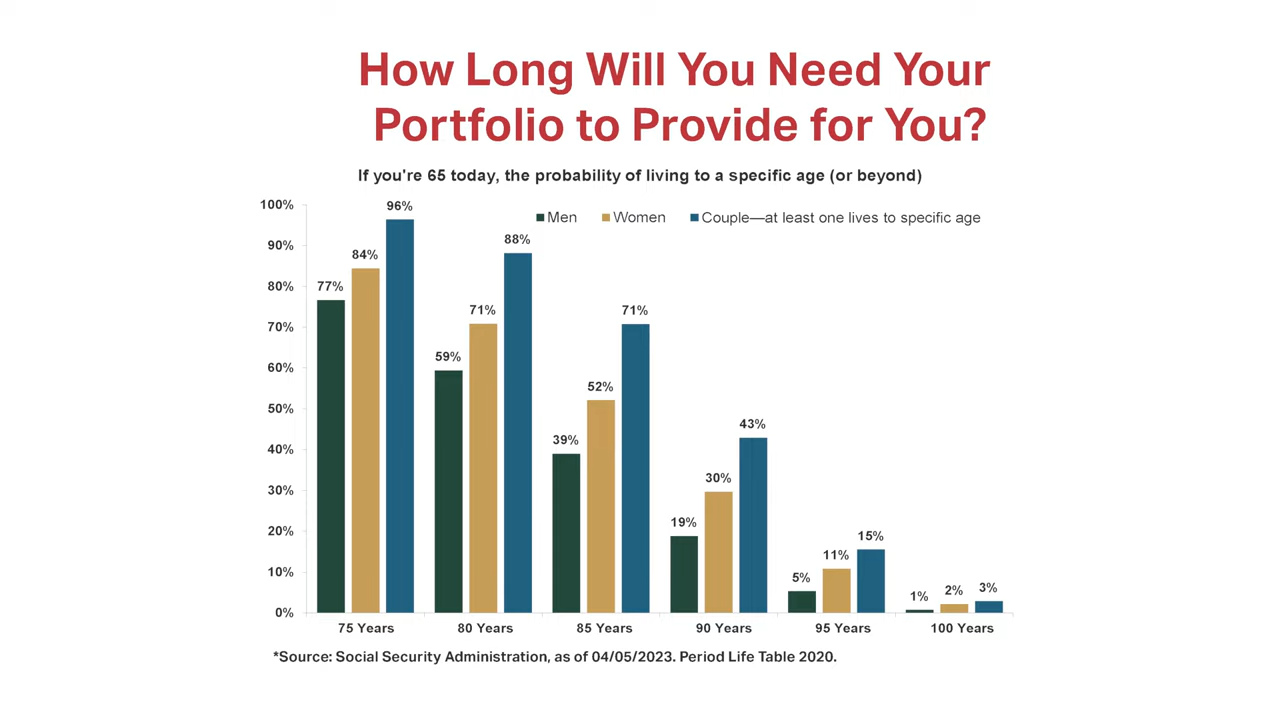 How Long Will You Need Your
Portfolio to Provide for You?
If you're 65 today, the probability of living to a specific age (or beyond)
Men Women Couple—at least one lives to specific age
100%
90%
80%
70%
60%
50%
40%
30%
20%
10%
0%
77% 84% 96%
59% 71% 88%
39% 52% 71%
19% 30% 43%
5% 11% 15%
1% 2% 3%
75 Years 80 Years 85 Years 90 Years 95 Years 100 Years
*Source: Social Security Administration, as of 04/05/2023. Period Life Table 2020.